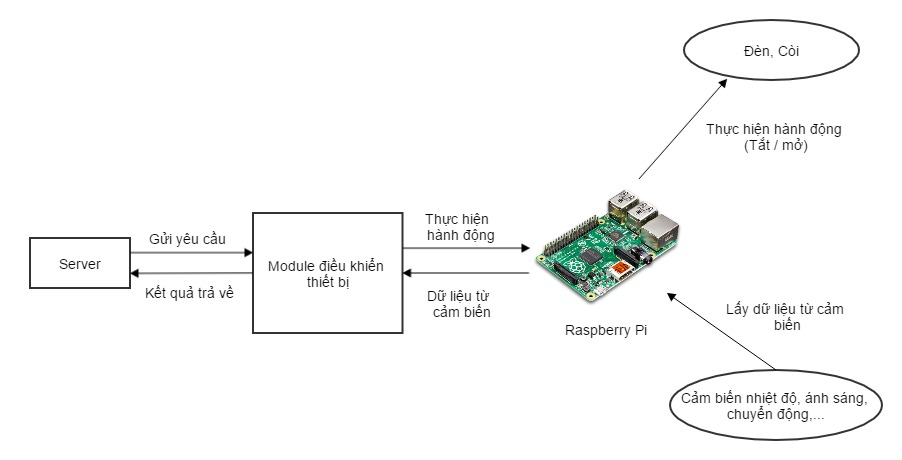 Đèn, Còi
Thực hiện hành động
(Tắt / mở)
Thực hiện
hành động
Gửi yêu cầu
Server
Module điều khiển
thiết bị
Kết quả trả về
Dữ liệu từ
cảm biến
Raspberry Pi
Lấy dữ liệu từ cảm
biến
Cảm biến nhiệt độ, ánh sáng,
chuyển động,...